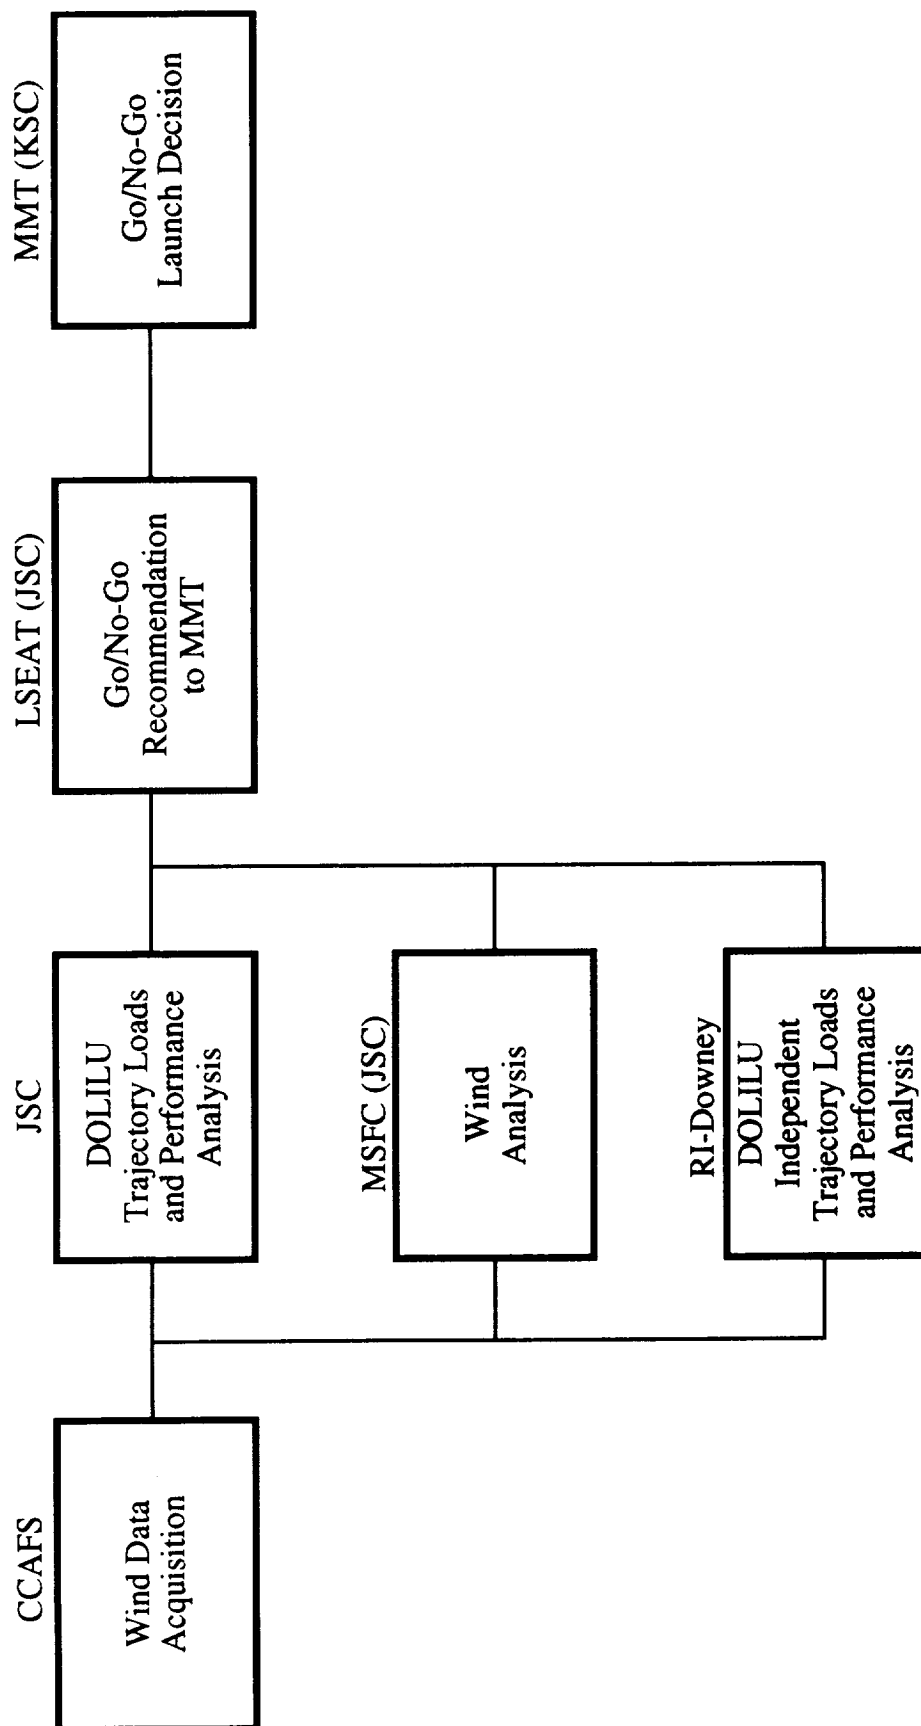 CCAFS
Wind Data
Acquisition
JSC
DOLILU
Trajectory Loads
and Performance
Analysis
MSFC (JSC)
Wind
Analysis
RI-Downey
DOLILU
Independent
Trajectory Loads
and Performance
Analysis
LSEAT (JSC)
Go/No-Go
Recommendation
to MMT
MMT (KSC)
Go/No-Go
Launch Decision